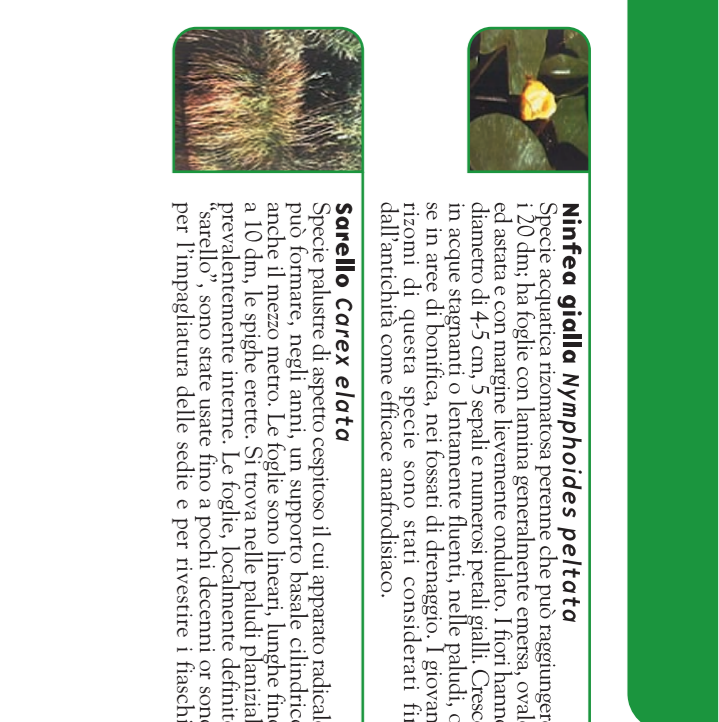 Ninfea gialla Nymphoides peltata
Specie acquatica rizomatosa perenne che può
i 20 dm; ha foglie con lamina generalmente emersa,
ed astata e con margine lievemente ondulato. I fiori
diametro di 4-5 cm, 5 sepali e numerosi petali gialli.
in acque stagnanti o lentamente fluenti, nelle paludi,
se in aree di bonifica, nei fossati di drenaggio. I
rizomi di questa specie sono stati considerati
dall'antichità come efficace anafrodisiaco.
Sarello Carex elata
Specie palustre di aspetto cespitoso il cui apparato
può formare, negli anni, un supporto basale
anche il mezzo metro. Le foglie sono lineari, lunghe
a 10 dm, le spighe erette. Si trova nelle paludi
prevalentemente interne. Le foglie, localmente
“sarello”, sono state usate fino a pochi decenni or
per l'impagliatura delle sedie e per rivestire i